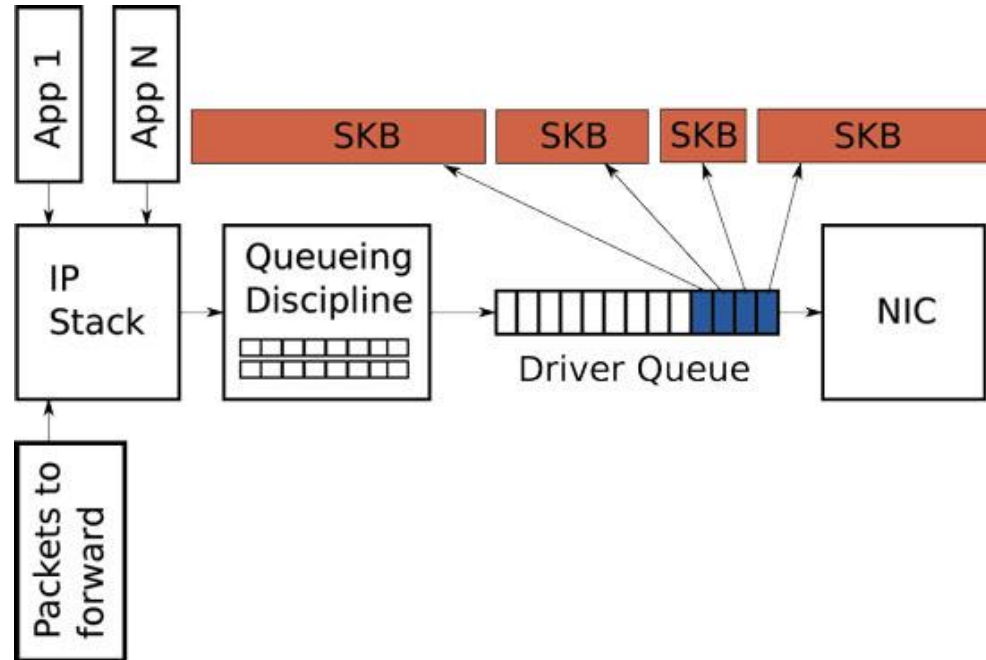 App 1
App N
SKB
SKB
SKB
SKB
IP
Stack
Queueing
Discipline
Driver Queue
NIC
Packets to
forward